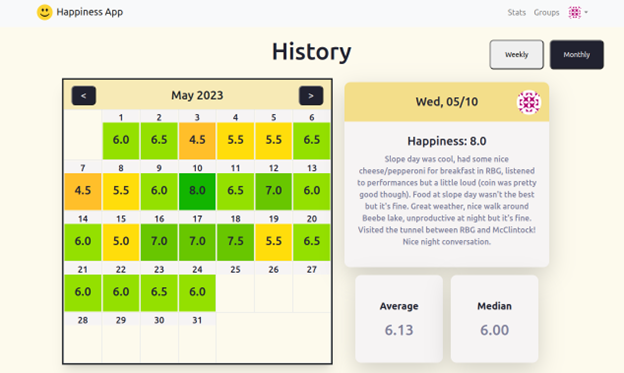 Happiness App
Stats Groups
History
Weekly Monthly
< May 2023 >
1 2 3 4 5 6
6.0 6.5 4.5 5.5 5.5 6.5
7 8 9 10 11 12 13
4.5 5.5 6.0 8.0 6.5 7.0 6.0
14 15 16 17 18 19 20
6.0 5.0 7.0 7.0 7.5 5.5 6.5
21 22 23 24 25 26 27
6.0 6.0 6.5 6.0
28 29 30 31
Wed, 05/10
Happiness: 8.0
Slope day was cool, had some nice
cheese/pepperoni for breakfast in RBG, listened
to performances but a little loud (coin was pretty
good though). Food at slope day wasn't the best
but it's fine. Great weather, nice walk around
Beebe lake, unproductive at night but it's fine.
Visited the tunnel between RBG and McClintock!
Nice night conversation.
Average Median
6.13 6.00